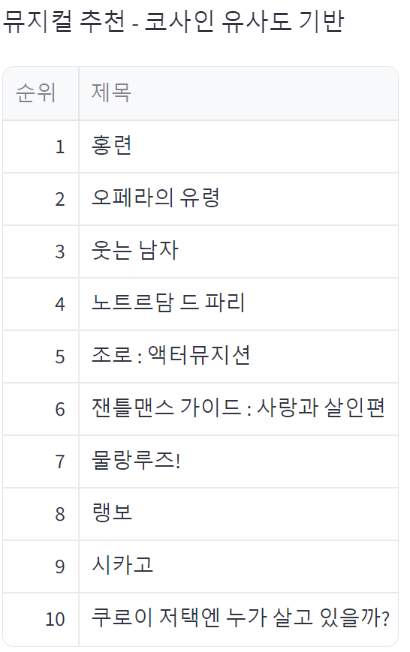 뮤지컬 추천 - 코사인 유사도 기반
순위 제목
1 홍련
2 오페라의 유령
3 웃는 남자
4 노트르담 드 파리
5 조로 : 액터뮤지션
6 잰틀맨스 가이드 : 사랑과 살인편
7 물랑루즈!
8 랭보
9 시카고
10 쿠로이 저택엔 누가 살고 있을까?